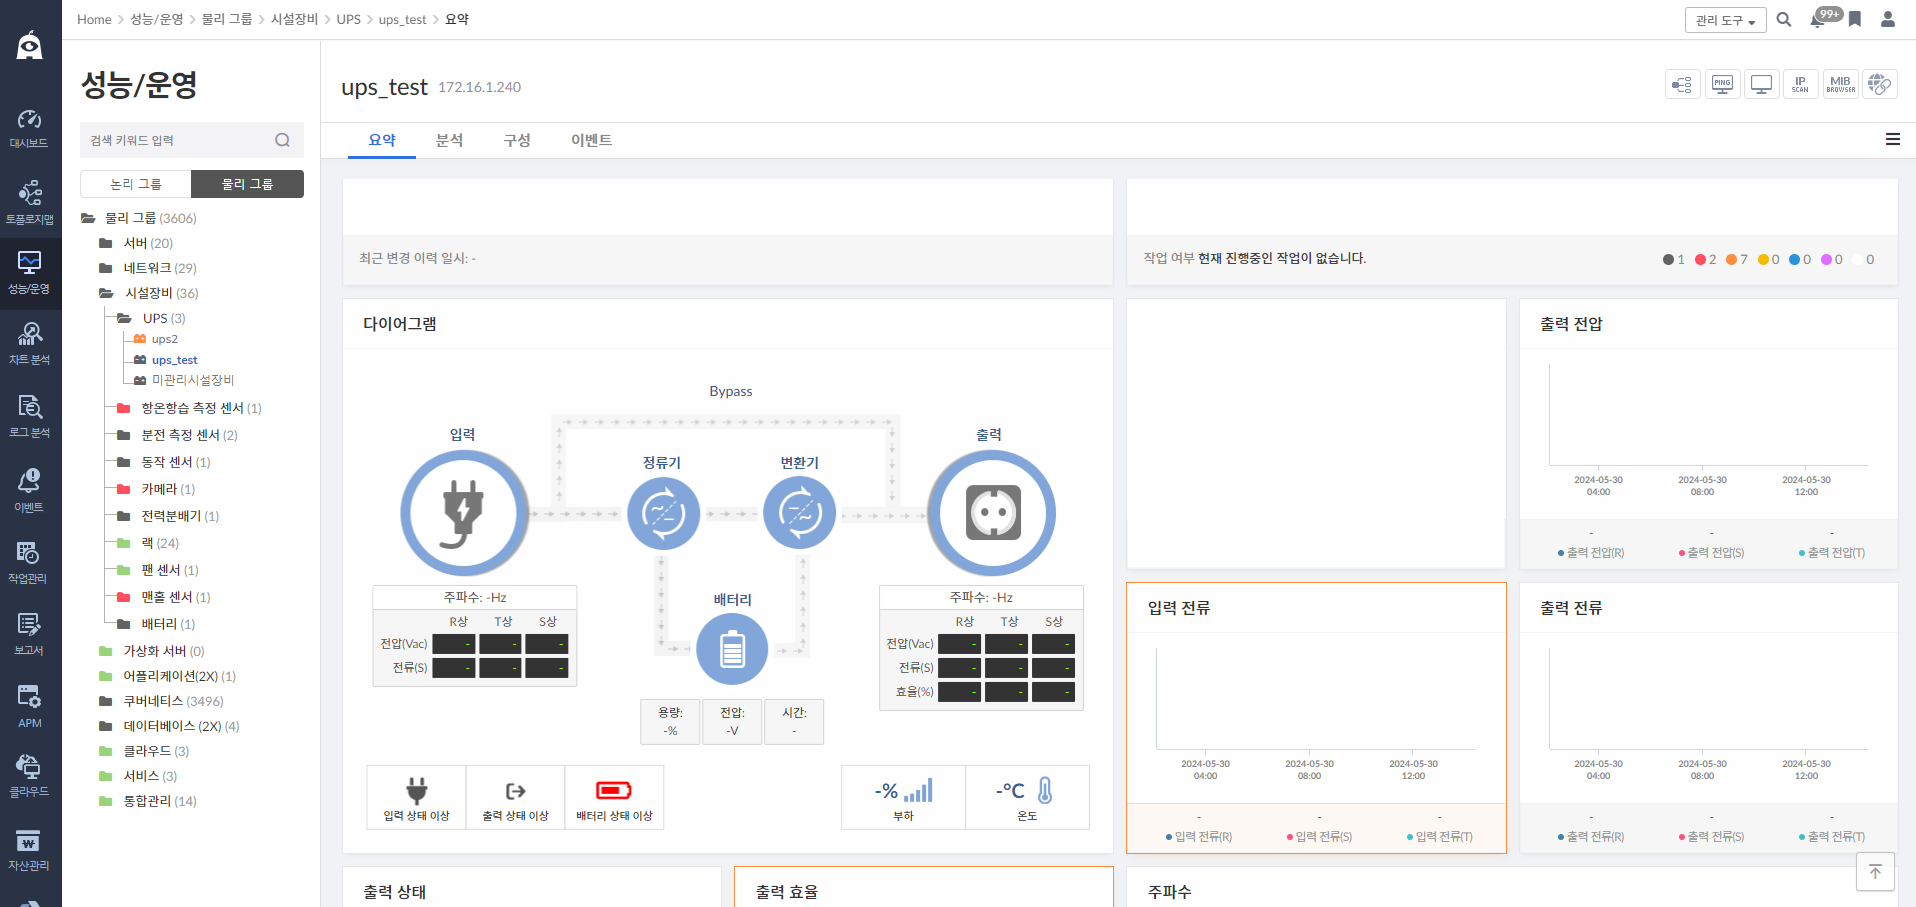 Home > 성능/운영 > 물리 그룹 > 시설장비 > UPS > ups_test > 요약
관리 도구
99+
성능/운영
검색 키워드 입력
논리 그룹
물리 그룹
물리 그룹 (3606)
서버 (20)
네트워크 (29)
시설장비 (36)
UPS (3)
ups2
ups_test
미관리시설장비
항온항습 측정 센서 (1)
분전 측정 센서 (2)
동작 센서 (1)
카메라 (1)
전력분배기 (1)
랙 (24)
팬 센서 (1)
맨홀 센서 (1)
배터리 (1)
가상화 서버 (0)
어플리케이션(2X) (1)
쿠버네티스 (3496)
데이터베이스 (2X) (4)
클라우드 (3)
서비스 (3)
통합관리 (14)
대시보드
토폴로지맵
성능/운영
차트 분석
로그 분석
이벤트
작업관리
보고서
APM
클라우드
자산관리
ups_test 172.16.1.240
PING
IP SCAN
MIB BROWSER
요약
분석
구성
이벤트
최근 변경 이력 일시: -
작업 여부 현재 진행중인 작업이 없습니다.
1 2 7 0 0 0 0
다이어그램
Bypass
입력
정류기
변환기
출력
배터리
주파수: -Hz
R상 T상 S상
전압(Vac) - - -
전류(S) - - -
주파수: -Hz
R상 T상 S상
전압(Vac) - - -
전류(S) - - -
효율(%) - - -
용량: -%
전압: -V
시간: -
입력 상태 이상
출력 상태 이상
배터리 상태 이상
-%
부하
-°C
온도
출력 전압
2024-05-30 04:00
2024-05-30 08:00
2024-05-30 12:00
- - -
출력 전압(R) 출력 전압(S) 출력 전압(T)
입력 전류
2024-05-30 04:00
2024-05-30 08:00
2024-05-30 12:00
- - -
입력 전류(R) 입력 전류(S) 입력 전류(T)
출력 전류
2024-05-30 04:00
2024-05-30 08:00
2024-05-30 12:00
- - -
출력 전류(R) 출력 전류(S) 출력 전류(T)
출력 상태
출력 효율
주파수